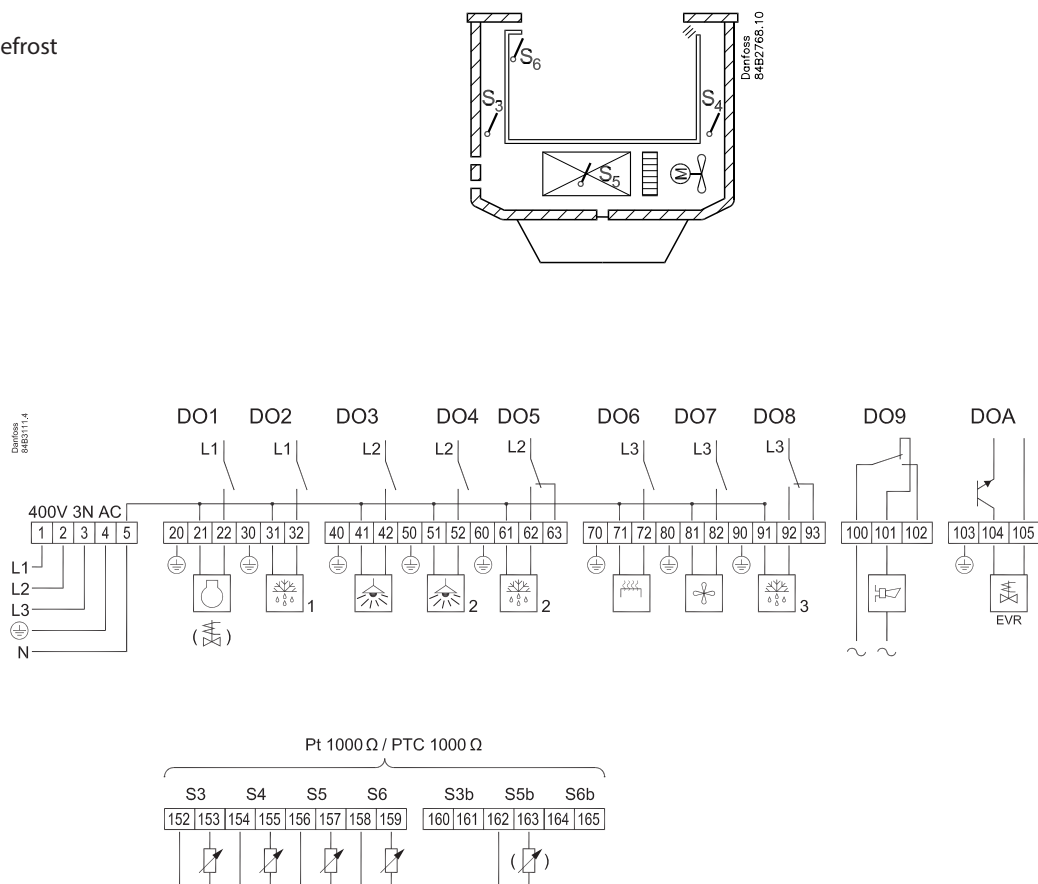 efrost
Danfoss
84B2768.10
S6
S3
S4
S5
M
Danfoss
84B3111.4
DO1 DO2 DO3 DO4 DO5 DO6 DO7 DO8 DO9 DOA
L1 L1 L2 L2 L2 L3 L3 L3
400V 3N AC
1 2 3 4 5 20 21 22 30 31 32 40 41 42 50 51 52 60 61 62 63 70 71 72 80 81 82 90 91 92 93 100 101 102 103 104 105
L1
L2
L3
N
1 2 2 3
EVR
( )
Pt 1000 Ω / PTC 1000 Ω
S3 S4 S5 S6 S3b S5b S6b
152 153 154 155 156 157 158 159 160 161 162 163 164 165
( )